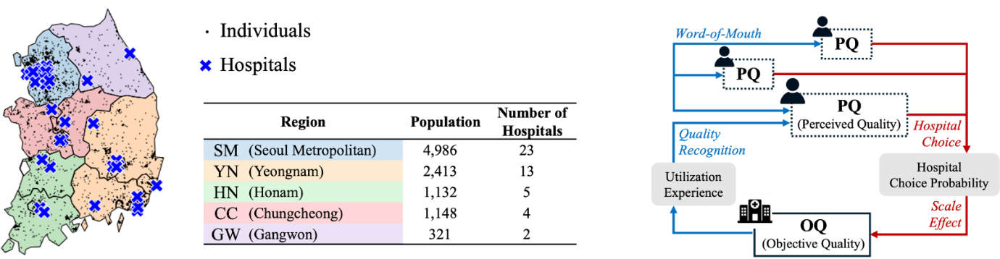 · Individuals
Hospitals
Region Population Number of
Hospitals
SM (Seoul Metropolitan) 4,986 23
YN (Yeongnam) 2,413 13
HN (Honam) 1,132 5
CC (Chungcheong) 1,148 4
GW (Gangwon) 321 2
Word-of-Mouth
PQ
PQ
PQ
(Perceived Quality)
Quality
Recognition
Hospital
Choice
Utilization
Experience
Hospital
Choice Probability
Scale
Effect
OQ
(Objective Quality)